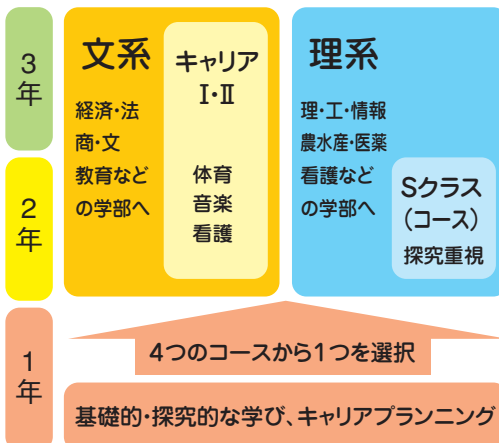 3
年
文系
経済・法
商・文
教育など
の学部へ
キャリア
I・II
体育
音楽
看護
理系
理・工・情報
農水産・医薬
看護など
の学部へ
Sクラス
(コース)
探究重視
2
年
4つのコースから1つを選択
1
年
基礎的・探究的な学び、キャリアプランニング